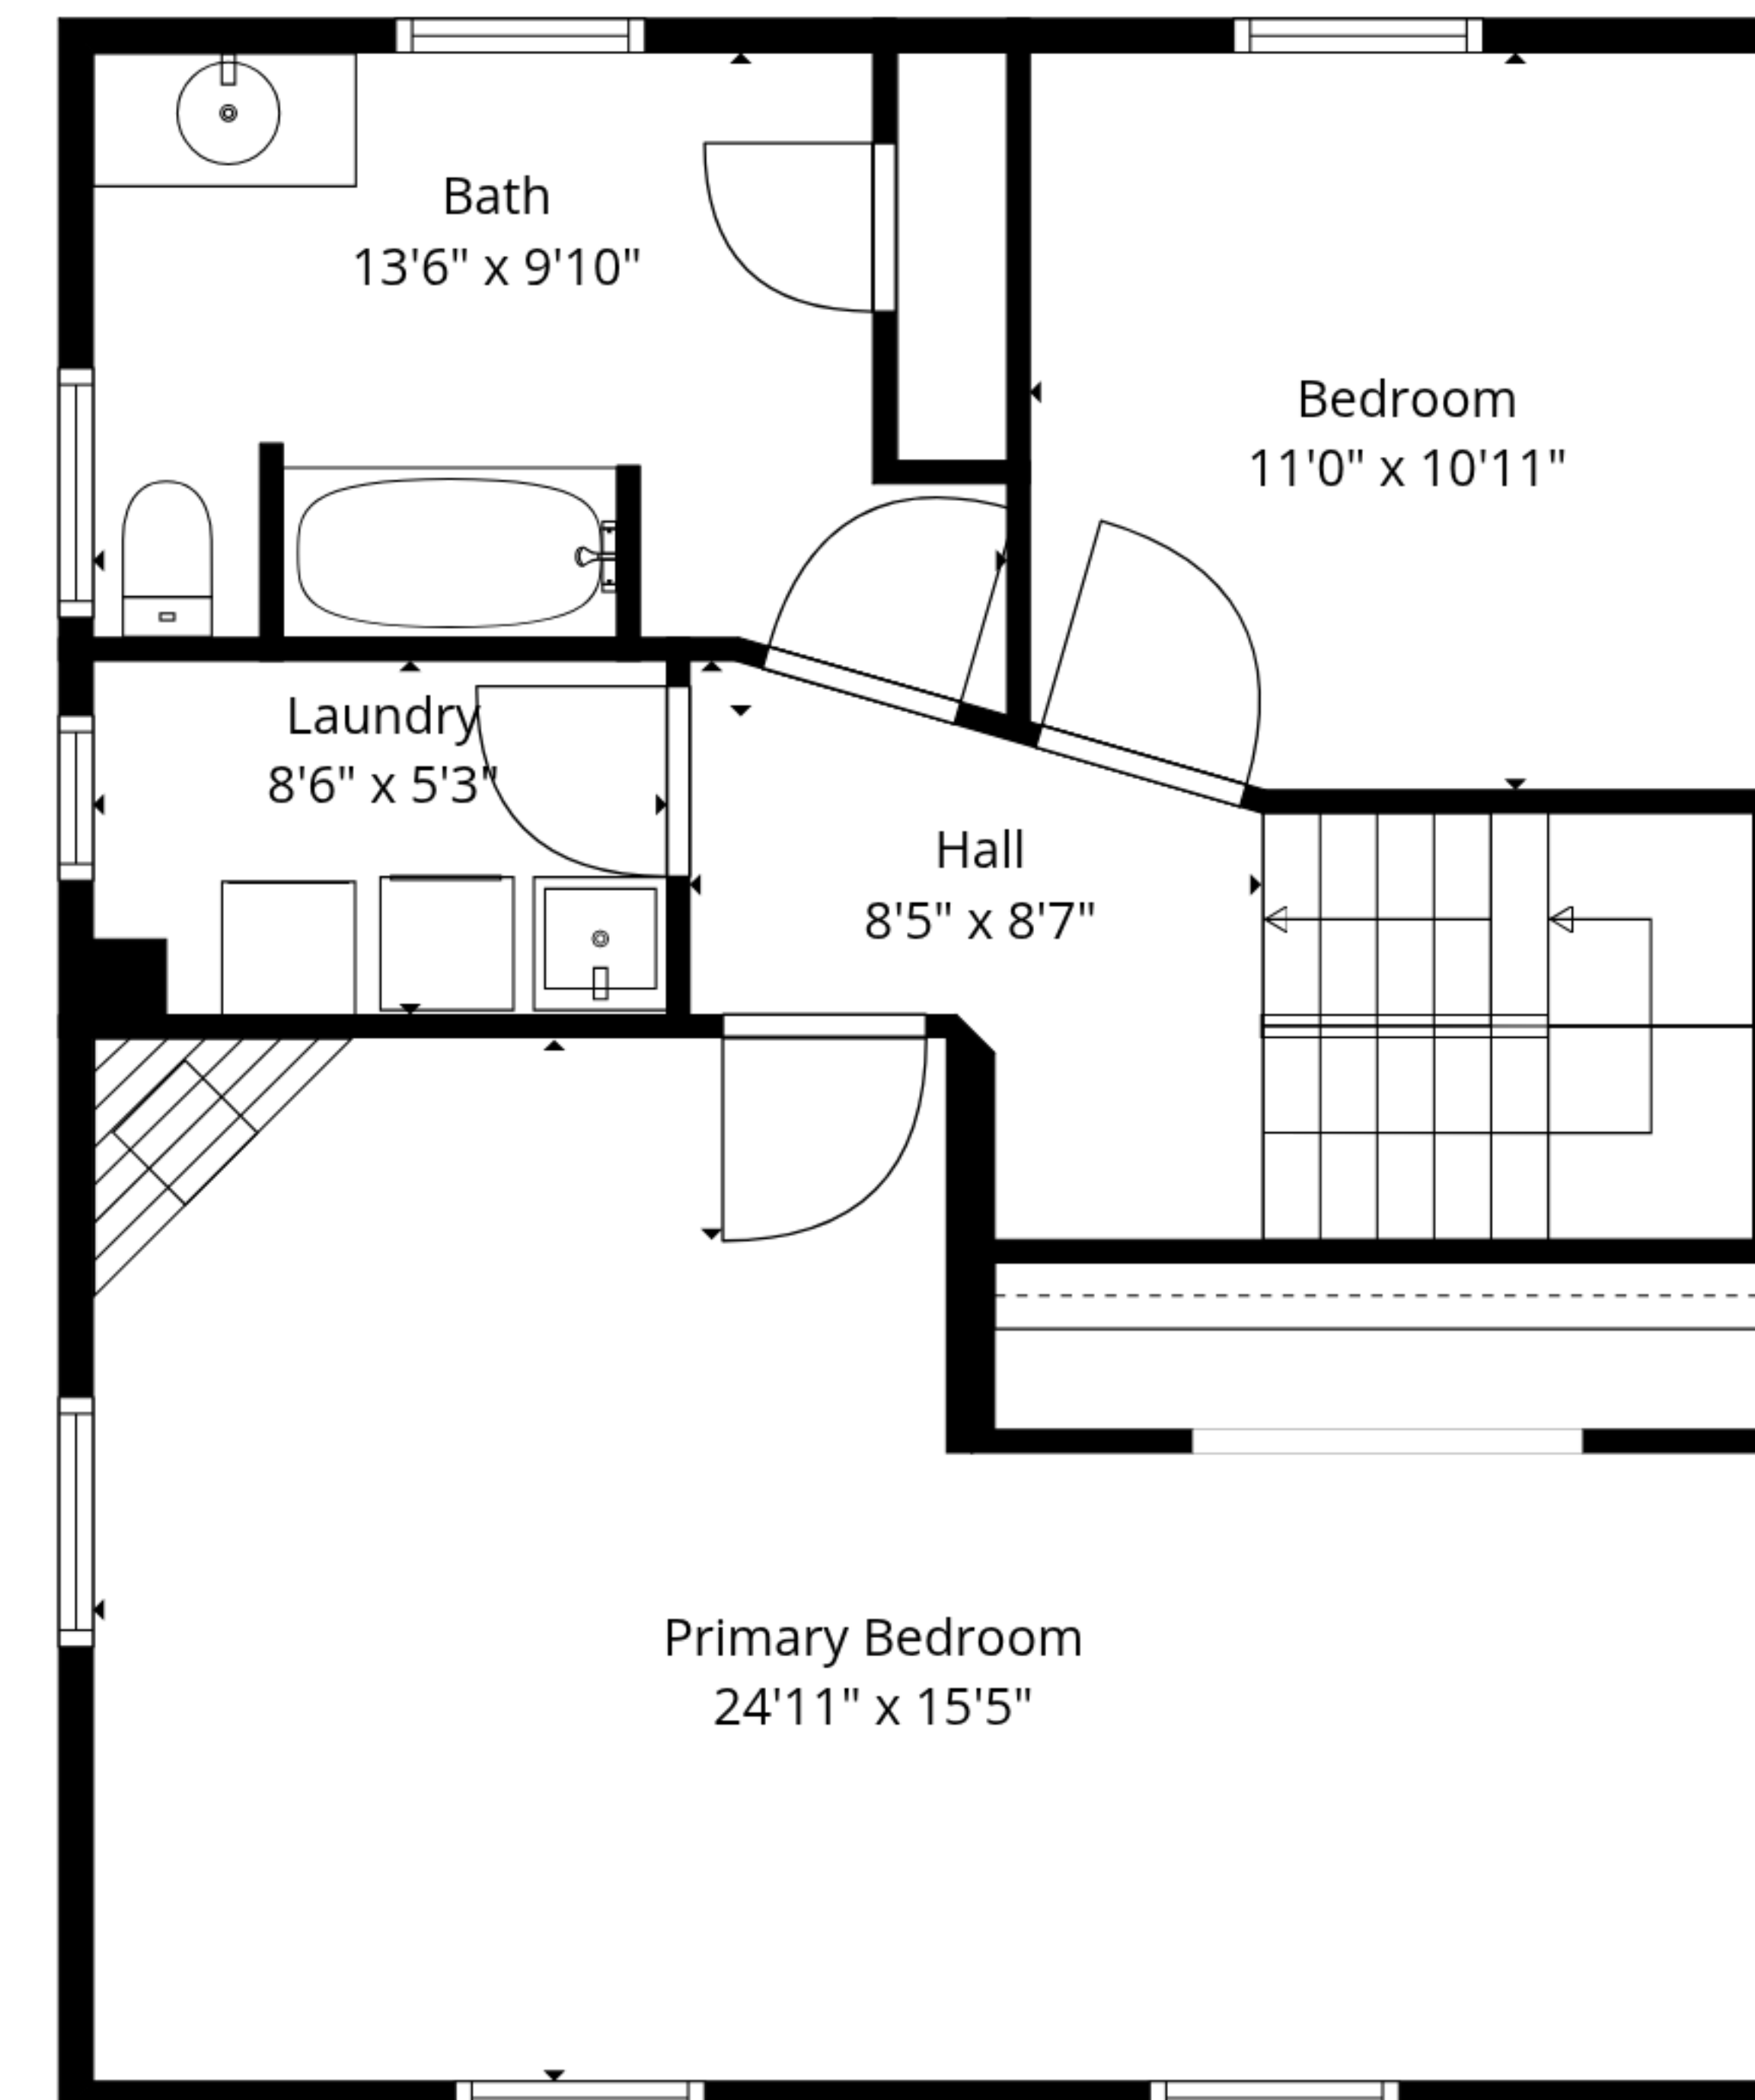 Bath
13'6" x 9'10"
Bedroom
11'0" x 10'11"
Laundry
8'6" x 5'3"
Hall
8'5" x 8'7"
Primary Bedroom
24'11" x 15'5"